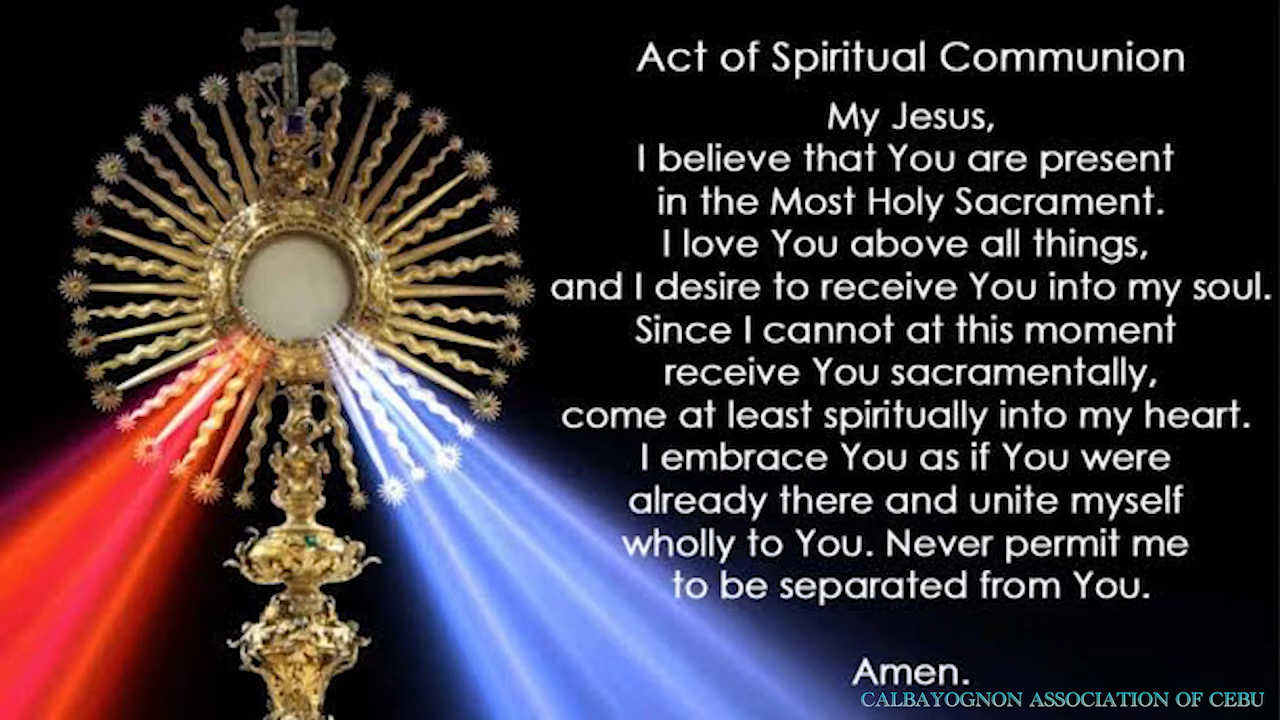 Act of Spiritual Communion
My Jesus,
I believe that You are present
in the Most Holy Sacrament.
I love You above all things,
and I desire to receive You into my soul.
Since I cannot at this moment
receive You sacramentally,
come at least spiritually into my heart.
I embrace You as if You were
already there and unite myself
wholly to You. Never permit me
to be separated from You.
Amen.
CALBAYOGNON ASSOCIATION OF CEBU